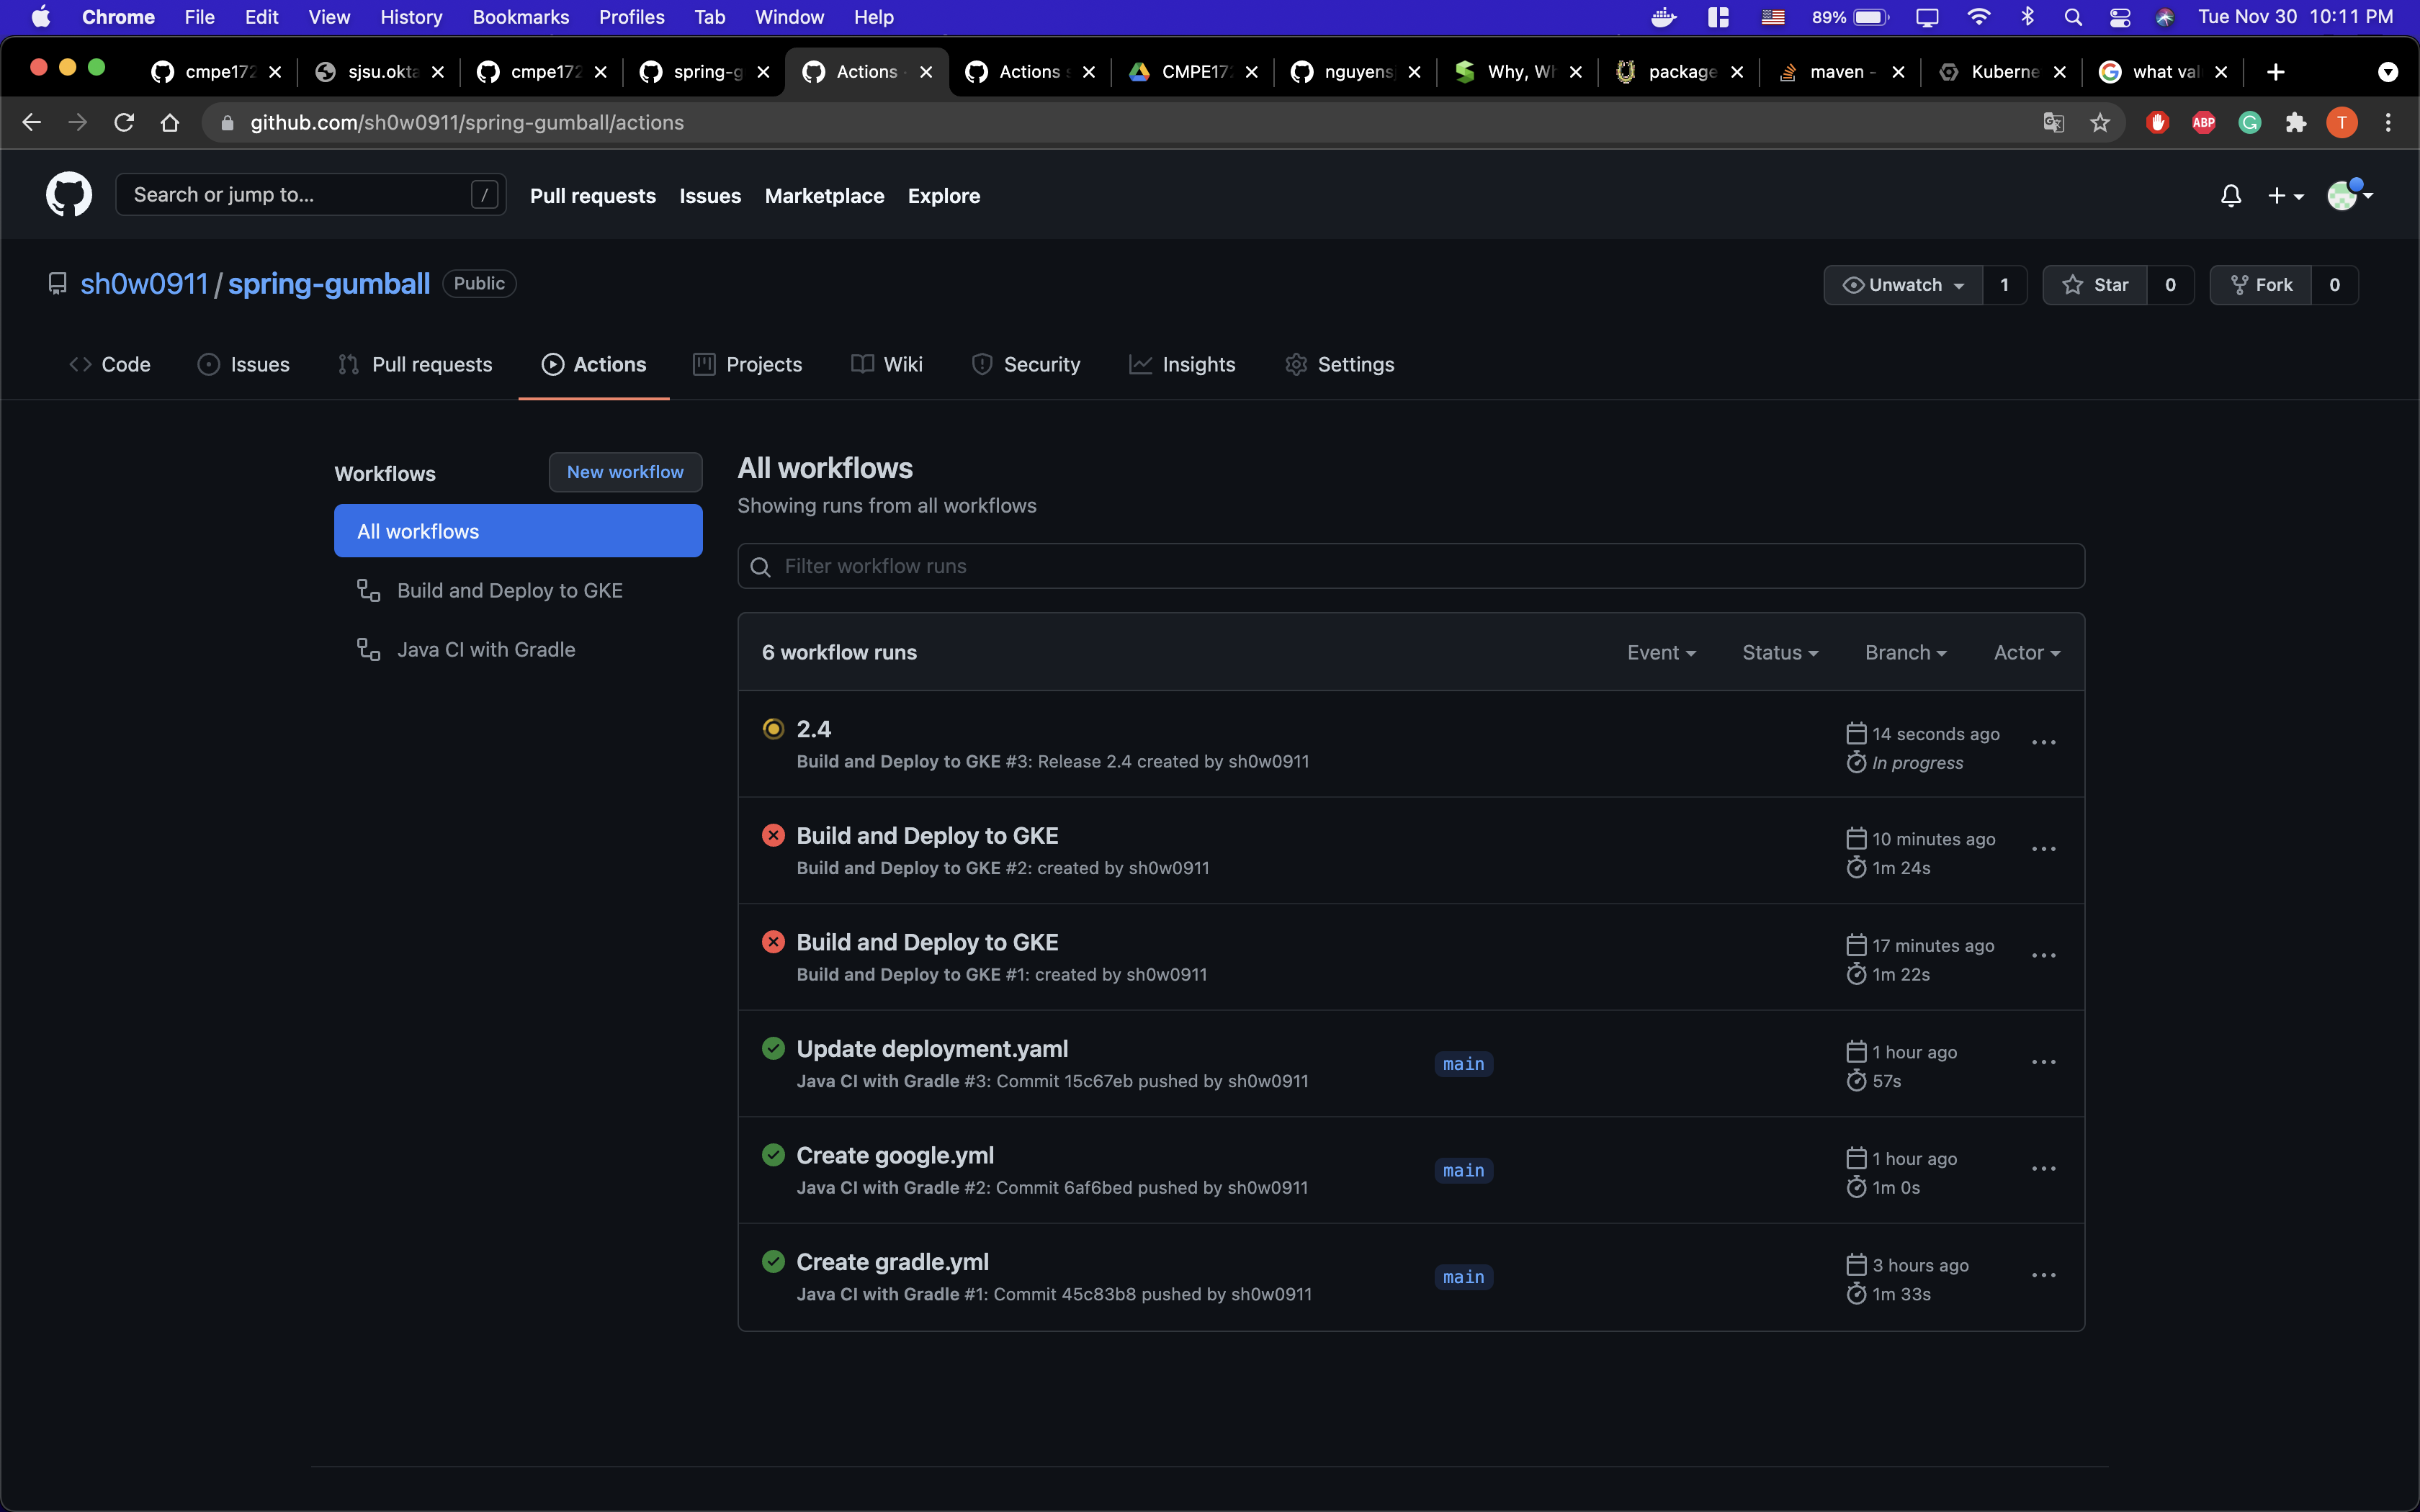 Chrome File Edit View History Bookmarks Profiles Tab Window Help 89% Tue Nov 30 10:11 PM
cmpe172 sjsu.okta cmpe172 spring-g Actions Actions CMPE17 nguyens Why, Wh package maven - Kuberne what val
github.com/sh0w0911/spring-gumball/actions ABP T
Search or jump to... / Pull requests Issues Marketplace Explore
sh0w0911 / spring-gumball Public Unwatch 1 Star 0 Fork 0
Code Issues Pull requests Actions Projects Wiki Security Insights Settings
Workflows New workflow
All workflows
Build and Deploy to GKE
Java CI with Gradle
All workflows
Showing runs from all workflows
Filter workflow runs
6 workflow runs Event Status Branch Actor
2.4
Build and Deploy to GKE #3: Release 2.4 created by sh0w0911
14 seconds ago
In progress
Build and Deploy to GKE
Build and Deploy to GKE #2: created by sh0w0911
10 minutes ago
1m 24s
Build and Deploy to GKE
Build and Deploy to GKE #1: created by sh0w0911
17 minutes ago
1m 22s
Update deployment.yaml
Java CI with Gradle #3: Commit 15c67eb pushed by sh0w0911
main
1 hour ago
57s
Create google.yml
Java CI with Gradle #2: Commit 6af6bed pushed by sh0w0911
main
1 hour ago
1m 0s
Create gradle.yml
Java CI with Gradle #1: Commit 45c83b8 pushed by sh0w0911
main
3 hours ago
1m 33s